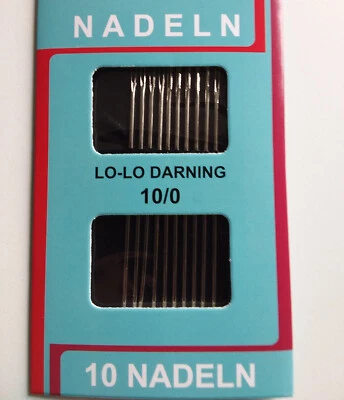 NADELN
LO-LO DARNING
10/0
10 NADELN